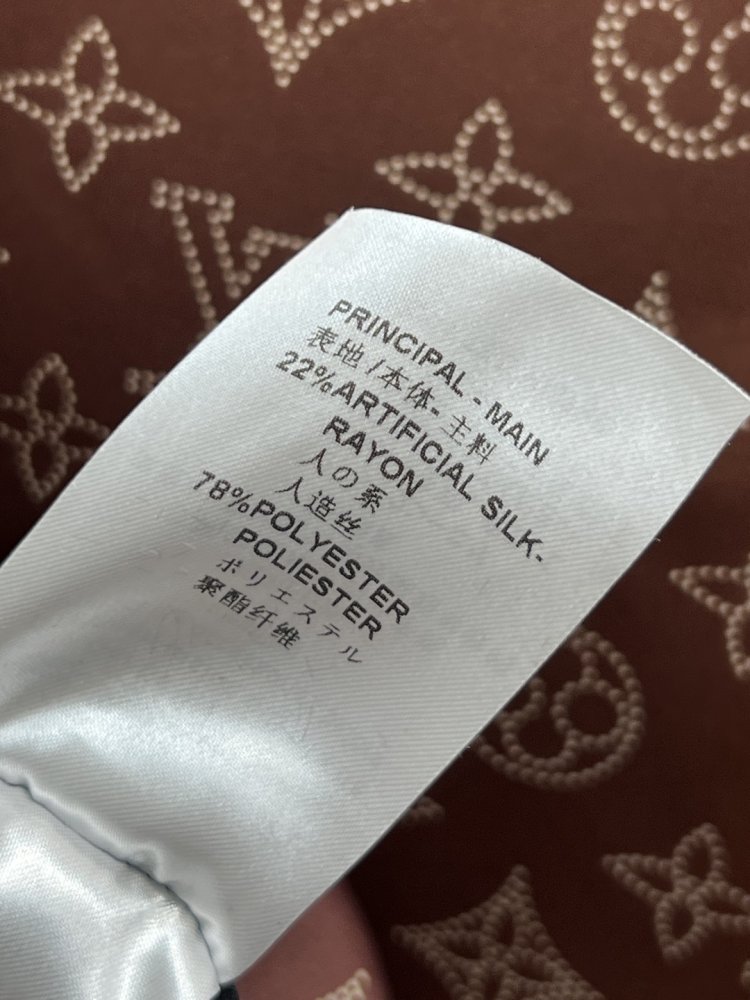 PRINCIPAL - MAIN
表地/本体-主料
22%ARTIFICIAL SILK-
RAYON
人の系
人造丝
78%POLYESTER
POLIESTER
ポリエステル
聚酯纤维